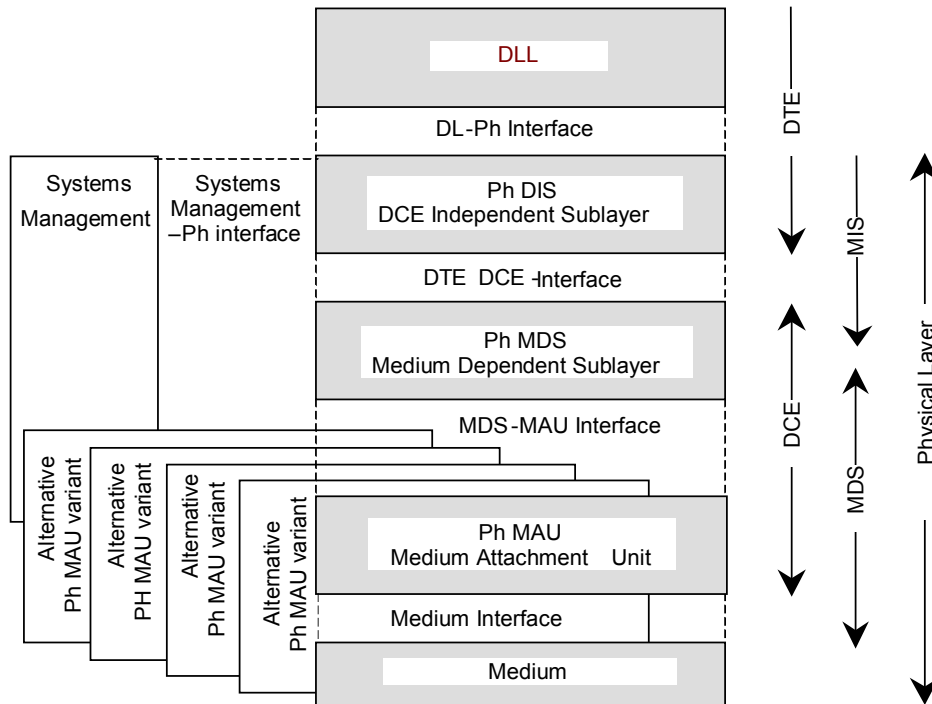 DLL
DL-Ph Interface
Systems
Management
Systems
Management
–Ph interface
Ph DIS
DCE Independent Sublayer
DTE DCE -Interface
Ph MDS
Medium Dependent Sublayer
MDS-MAU Interface
Alternative
Ph MAU variant
Alternative
PH MAU variant
Alternative
Ph MAU variant
Alternative
Ph MAU variant
Ph MAU
Medium Attachment Unit
Medium Interface
Medium
DTE
DCE
MIS
MDS
Physical Layer